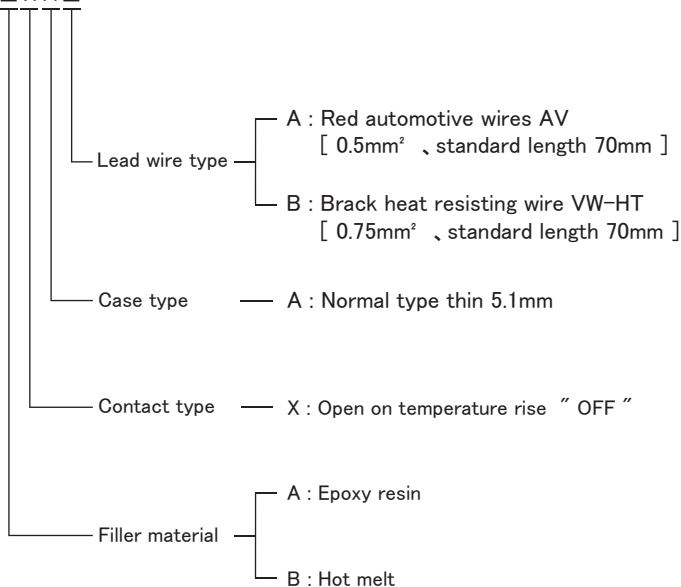 A : Red automotive wires AV
[ 0.5mm² 、standard length 70mm ]
Lead wire type
B : Brack heat resisting wire VW-HT
[ 0.75mm² 、standard length 70mm ]
Case type
A : Normal type thin 5.1mm
Contact type
X : Open on temperature rise ″ OFF ″
A : Epoxy resin
Filler material
B : Hot melt